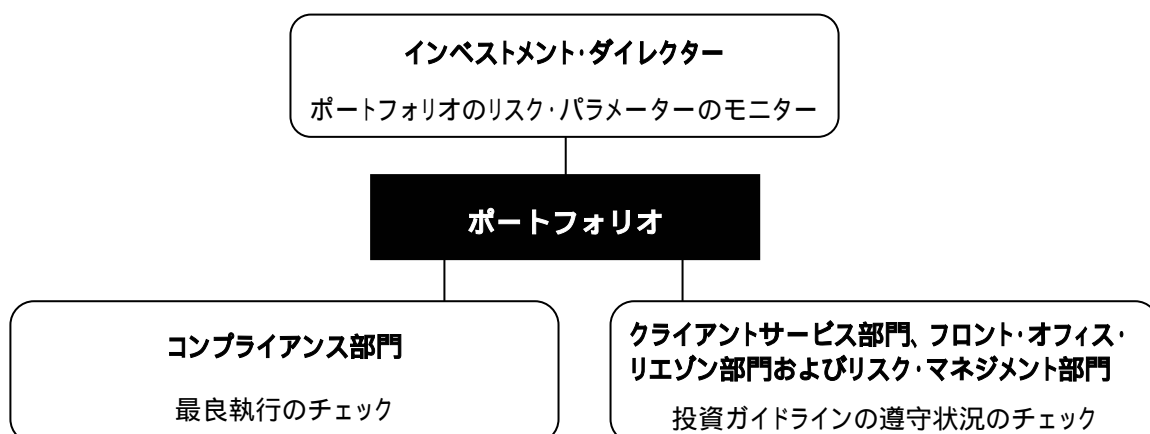 インベストメント・ダイレクター
ポートフォリオのリスク・パラメーターのモニター
ポートフォリオ
コンプライアンス部門
最良執行のチェック
クライアントサービス部門、フロント・オフィス・
リエゾン部門およびリスク・マネジメント部門
投資ガイドラインの遵守状況のチェック